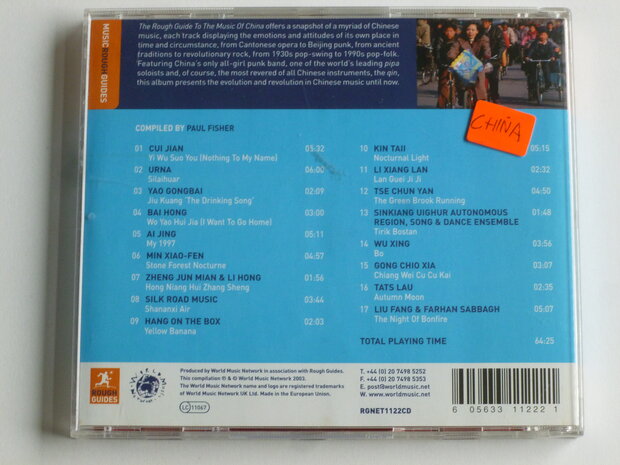 MUSIC ROUGH GUIDES
The Rough Guide To The Music Of China offers a snapshot of a myriad of Chinese
music, each track displaying the emotions and attitudes of its own place in
time and circumstance, from Cantonese opera to Beijing punk, from ancient
traditions to revolutionary rock, from 1930s pop-swing to 1990s pop-folk.
Featuring China's only all-girl punk band, one of the world's leading pipa
soloists and, of course, the most revered of all Chinese instruments, the qin,
this album presents the evolution and revolution in Chinese music until now.
CHINA
COMPILED BY PAUL FISHER
01 CUI JIAN 05:32
Yi Wu Suo You (Nothing To My Name)
02 URNA 06:00
Silaihuar
03 YAO GONGBAI 02:09
Jiu Kuang 'The Drinking Song'
04 BAI HONG 03:00
Wo Yao Hui Jia (I Want To Go Home)
05 AI JING 05:11
My 1997
06 MIN XIAO-FEN 04:57
Stone Forest Nocturne
07 ZHENG JUN MIAN & LI HONG 01:56
Hong Niang Hui Zhang Sheng
08 SILK ROAD MUSIC 03:44
Shananxi Air
09 HANG ON THE BOX 02:03
Yellow Banana
10 KIN TAII 05:15
Nocturnal Light
11 LI XIANG LAN 02:32
Lan Guei Ji Ji
12 TSE CHUN YAN 04:50
The Green Brook Running
13 SINKIANG UIGHUR AUTONOMOUS 01:48
REGION, SONG & DANCE ENSEMBLE
Tirik Bostan
14 WU XING 03:56
Bo
15 GONG CHIO XIA 03:07
Chiang Wei Cu Cu Kai
16 TATS LAU 02:35
Autumn Moon
17 LIU FANG & FARHAN SABBAGH 05:07
The Night Of Bonfire
TOTAL PLAYING TIME 64:25
ROUGH
GUIDES
Produced by World Music Network in association with Rough Guides.
This compilation ℗ & © World Music Network 2003.
The World Music Network name and logo are registered trademarks
of World Music Network UK Ltd. Made in the European Union.
LC 11067
T. +44 (0) 20 7498 5252
F. +44 (0) 20 7498 5353
E. post@worldmusic.net
W. www.worldmusic.net
RGNET1122CD
6 05633 11222 1